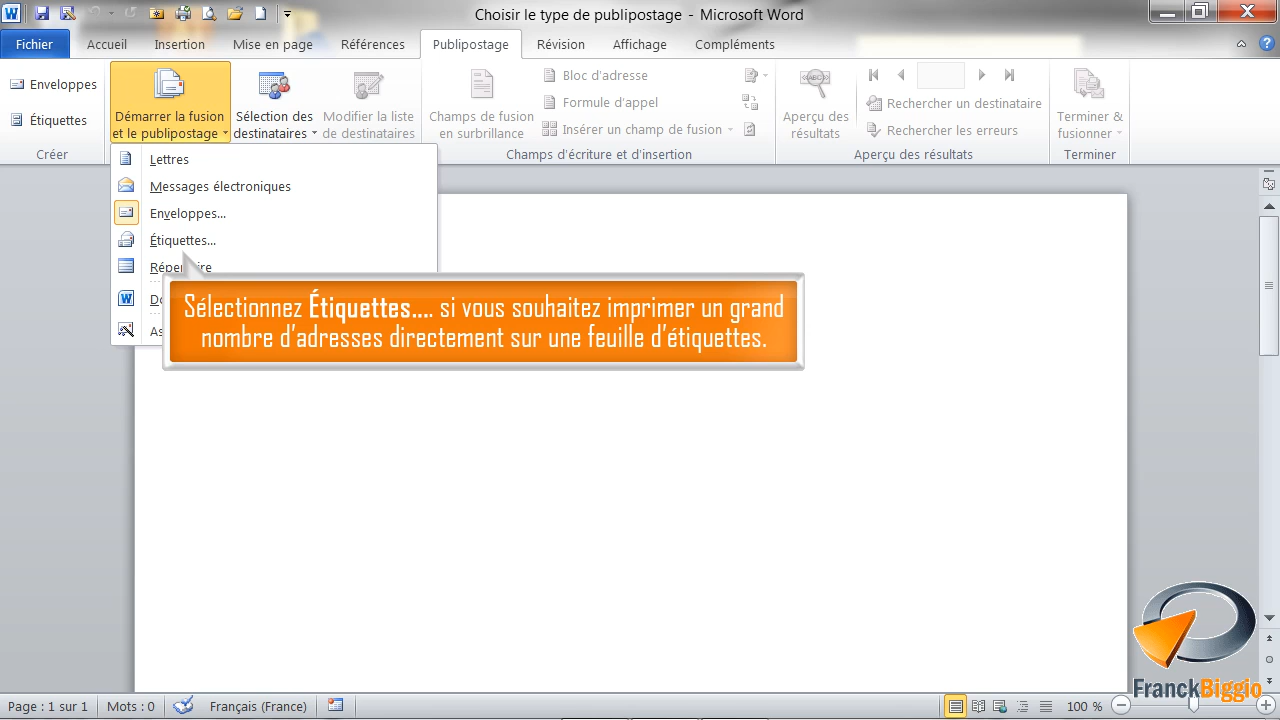 Choisir le type de publipostage - Microsoft Word
Fichier Accueil Insertion Mise en page Références Publipostage Révision Affichage Compléments
Enveloppes
Étiquettes
Créer
Démarrer la fusion
et le publipostage
Sélection des
destinataires
Modifier la liste
de destinataires
Champs de fusion
en surbrillance
Bloc d'adresse
Formule d'appel
Insérer un champ de fusion
Champs d'écriture et d'insertion
Aperçu des
résultats
Rechercher un destinataire
Rechercher les erreurs
Aperçu des résultats
Terminer &
fusionner
Terminer
Lettres
Messages électroniques
Enveloppes...
Étiquettes...
Sélectionnez Étiquettes.... si vous souhaitez imprimer un grand
nombre d'adresses directement sur une feuille d'étiquettes.
FranckBiggio
Page : 1 sur 1 Mots : 0 Français (France) 100 %